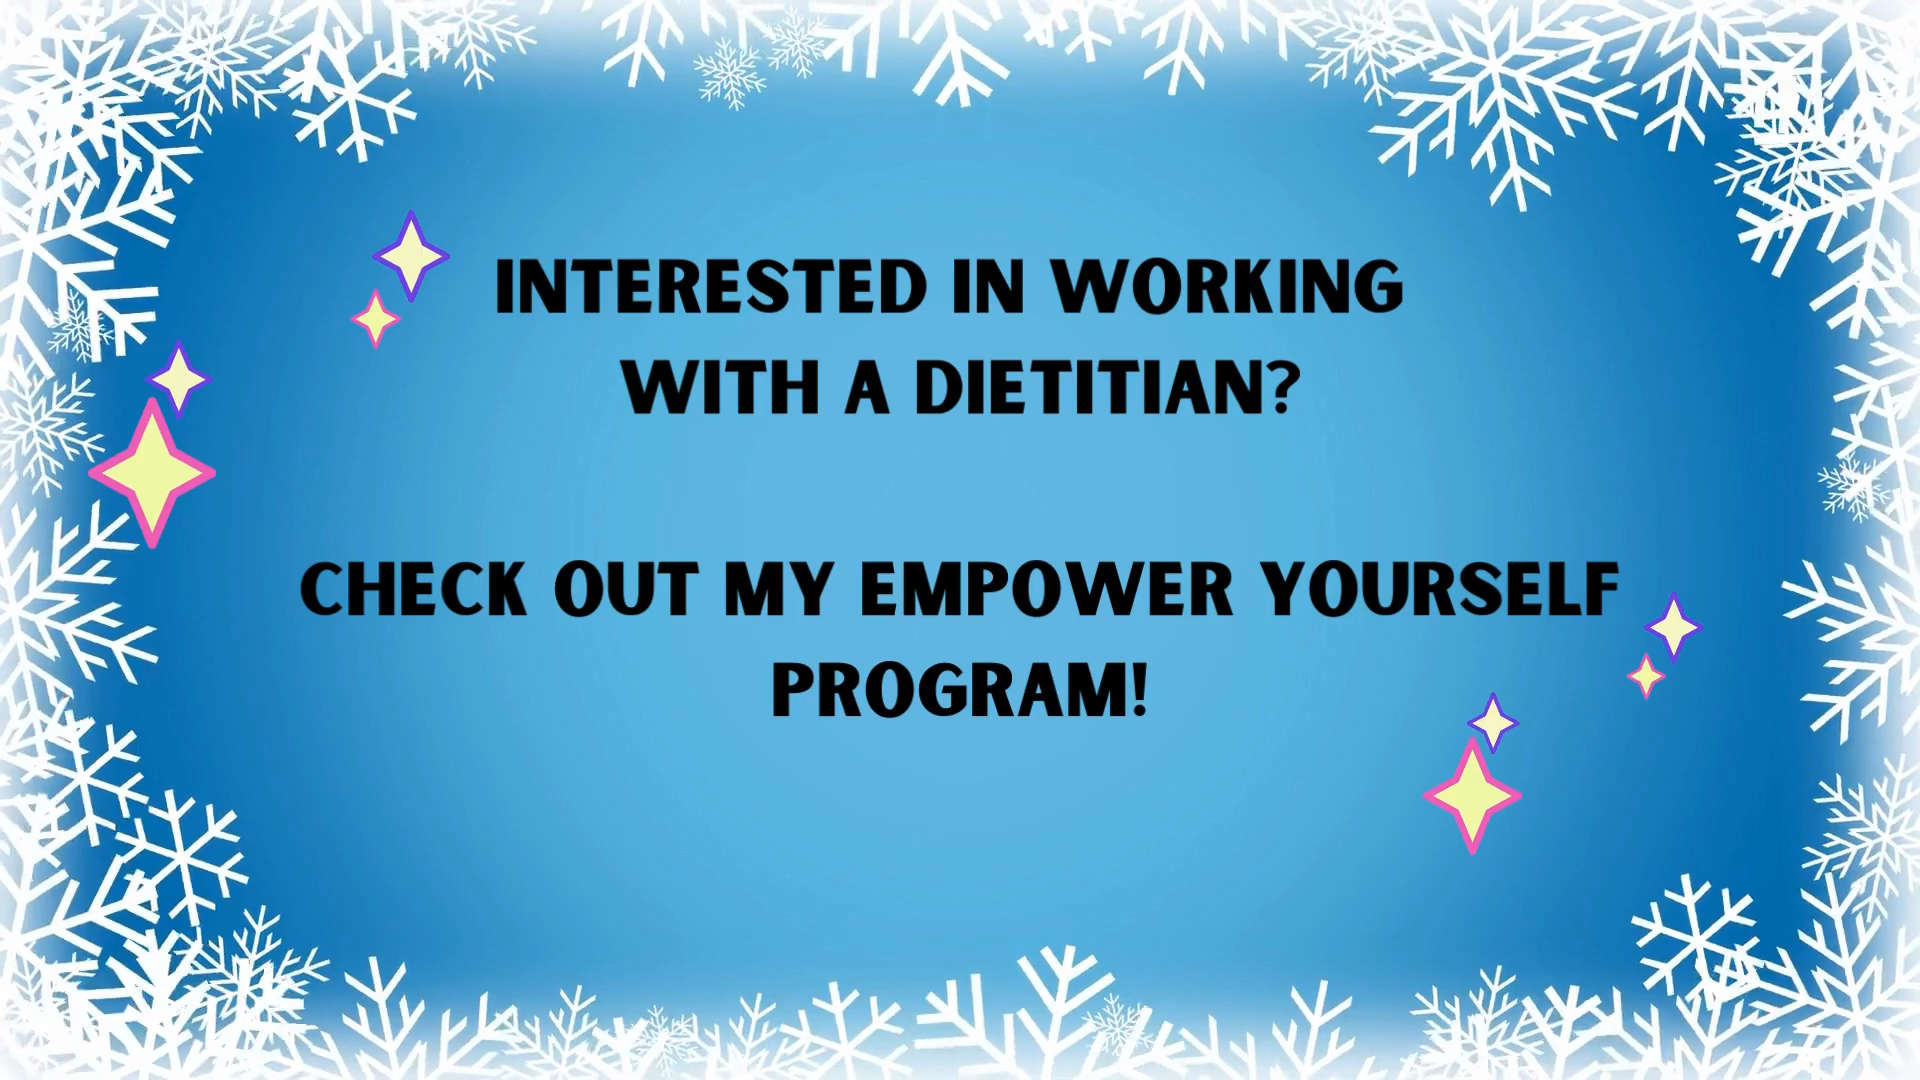 INTERESTED IN WORKING
WITH A DIETITIAN?
CHECK OUT MY EMPOWER YOURSELF
PROGRAM!